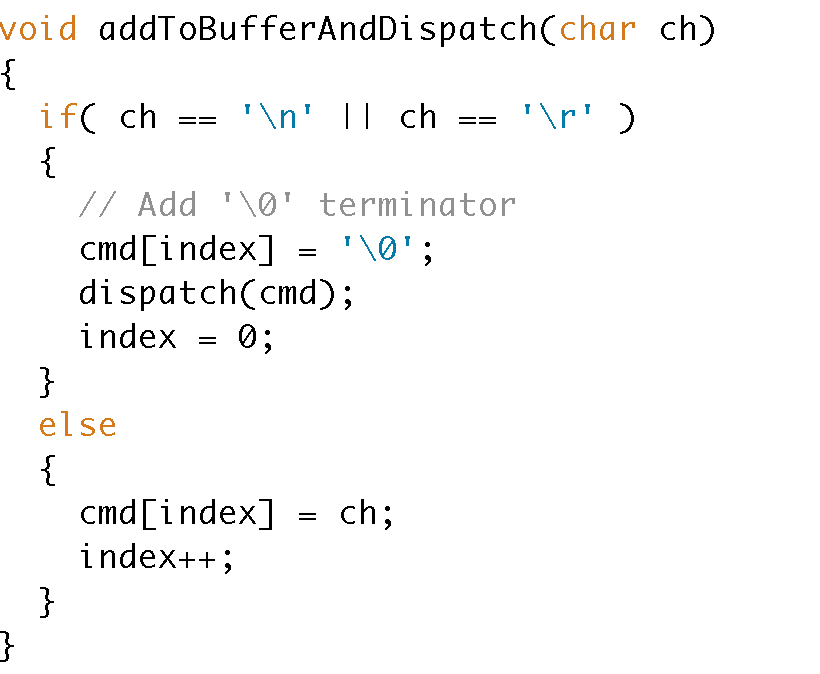 void addToBufferAndDispatch(char ch)
{
  if( ch == '\n' || ch == '\r' )
  {
    // Add '\0' terminator
    cmd[index] = '\0';
    dispatch(cmd);
    index = 0;
  }
  else
  {
    cmd[index] = ch;
    index++;
  }
}